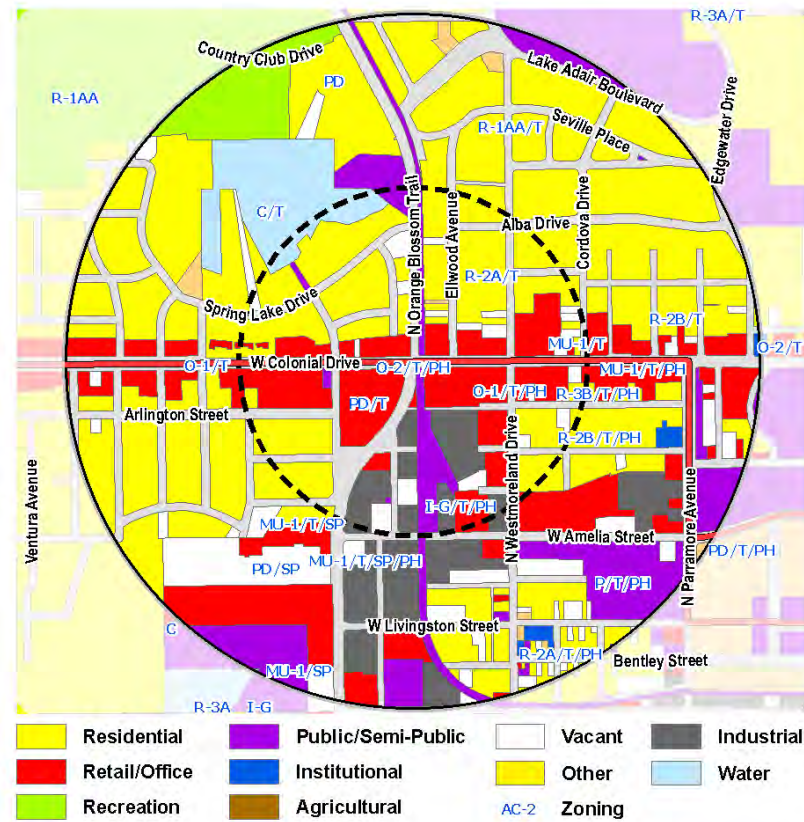 R-3A/T
Country Club Drive
Lake Adair Boulevard
PD
R-1AA
Edgewater Drive
R-1AA/T
Seville Place
N Orange Blossom Trail
Ellwood Avenue
Cordova Drive
C/T
Alba Drive
R-2A/T
Spring Lake Drive
R-2B/T
MU-1/T
O-2/T
W Colonial Drive
O-1/T
O-2/T/PH
MU-1/T/PH
O-1/T/PH
R-3B/T/PH
PD/T
Arlington Street
N Westmoreland Drive
R-2B/T/PH
Ventura Avenue
I-G/T/PH
MU-1/T/SP
W Amelia Street
N Parramore Avenue
PD/T/PH
MU-1/T/SP/PH
PD/SP
P/T/PH
C
W Livingston Street
R-2A/T/PH
Bentley Street
MU-1/SP
R-3A
I-G
Residential
Public/Semi-Public
Vacant
Industrial
Retail/Office
Institutional
Other
Water
Recreation
Agricultural
AC-2
Zoning